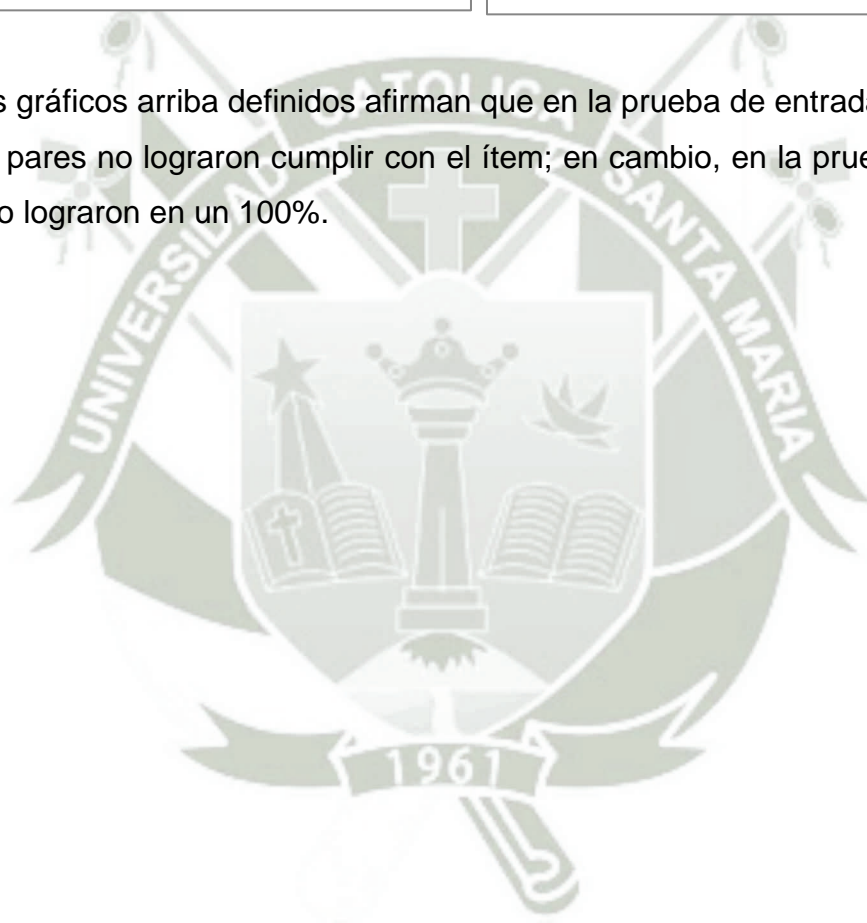 s gráficos arriba definidos afirman que en la prueba de entrada
pares no lograron cumplir con el ítem; en cambio, en la prue
o lograron en un 100%.
UNIVERSIDAD CATOLICA SANTA MARIA
1961